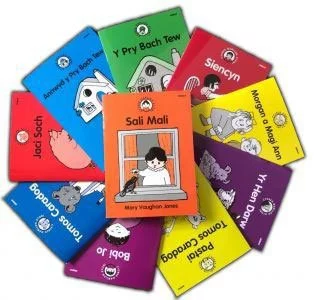 Y Pry Bach Tew
Annwyd y Pry Bach Tew
Siencyn
Jaci Soch
Morgan a Magi Ann
Sali Mali
Mary Vaughan Jones
Yr Hen Darw
Tomos Caradog
Bobi Jo
Pastai
Tomos Caradog